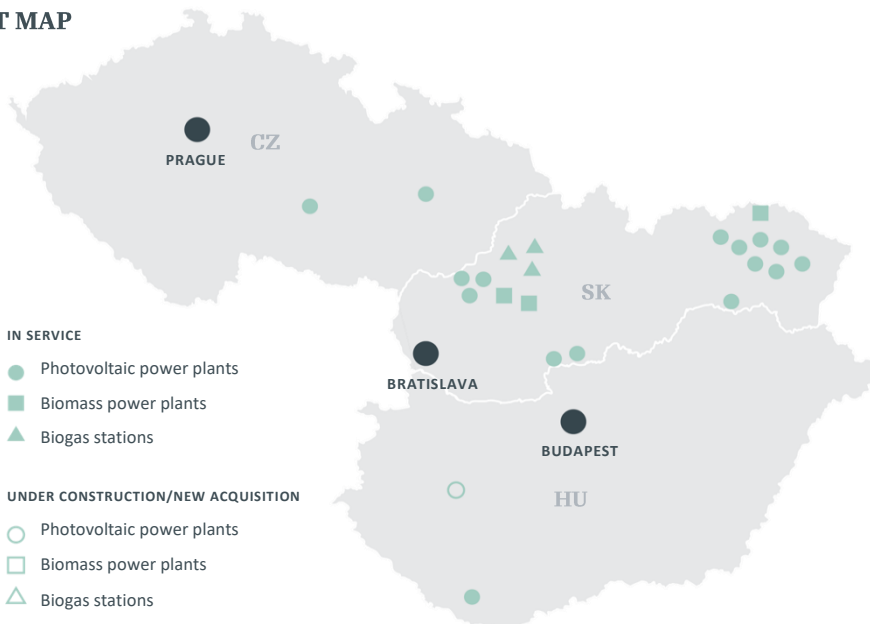 T MAP
CZ
PRAGUE
SK
IN SERVICE
Photovoltaic power plants
BRATISLAVA
Biomass power plants
Biogas stations
BUDAPEST
UNDER CONSTRUCTION/NEW ACQUISITION
HU
Photovoltaic power plants
Biomass power plants
Biogas stations